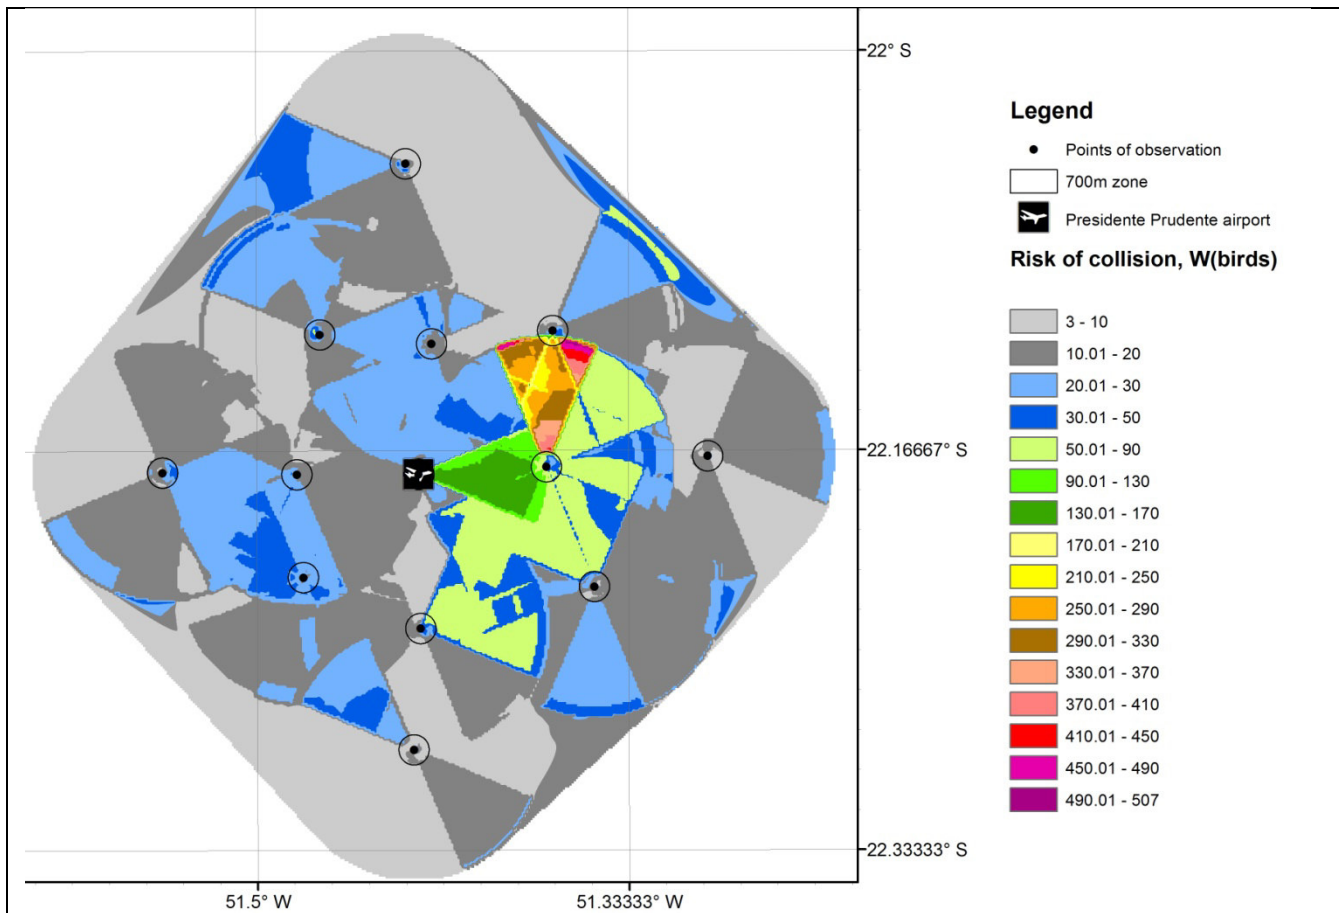 22° S
Legend
Points of observation
700m zone
Presidente Prudente airport
Risk of collision, W(birds)
3 - 10
10.01 - 20
20.01 - 30
30.01 - 50
50.01 - 90
90.01 - 130
130.01 - 170
170.01 - 210
210.01 - 250
250.01 - 290
290.01 - 330
330.01 - 370
370.01 - 410
410.01 - 450
450.01 - 490
490.01 - 507
22.16667° S
22.33333° S
51.5° W
51.33333° W